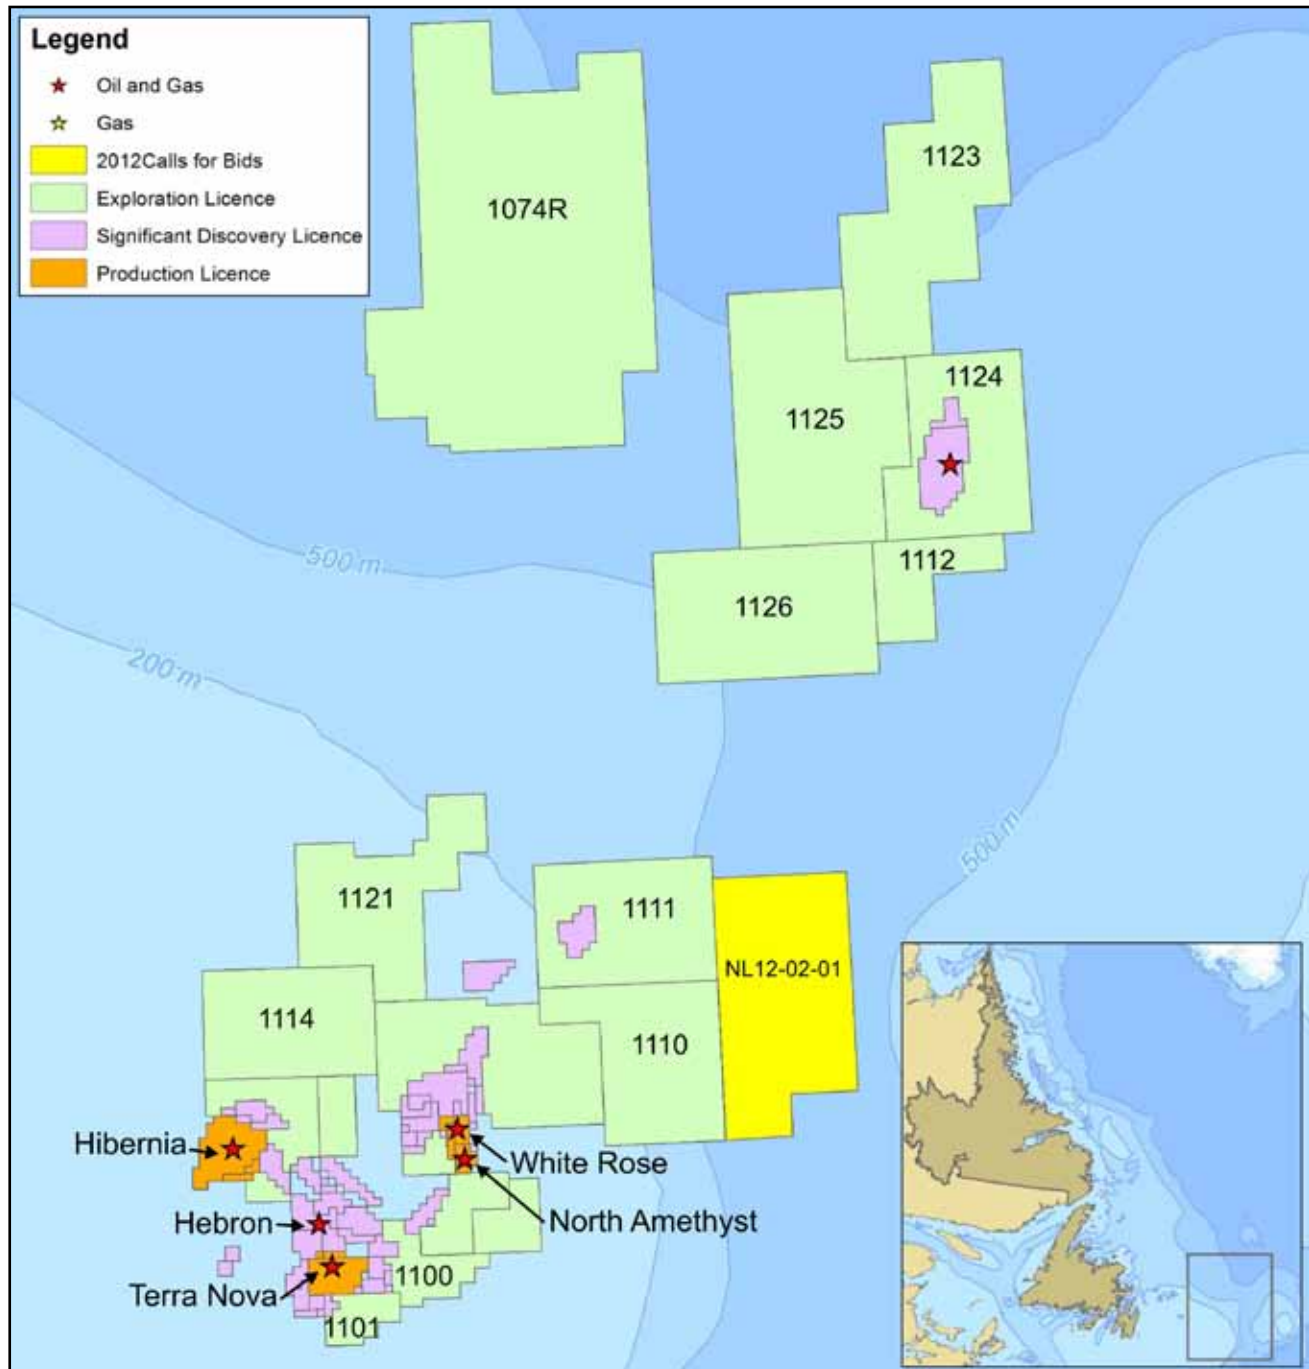 Legend
Oil and Gas
Gas
2012Calls for Bids
Exploration Licence
Significant Discovery Licence
Production Licence
1074R
1123
1124
1125
1112
1126
500 m
200 m
500 m
1121
1111
NL12-02-01
1114
1110
Hibernia
White Rose
Hebron
North Amethyst
1100
Terra Nova
1101